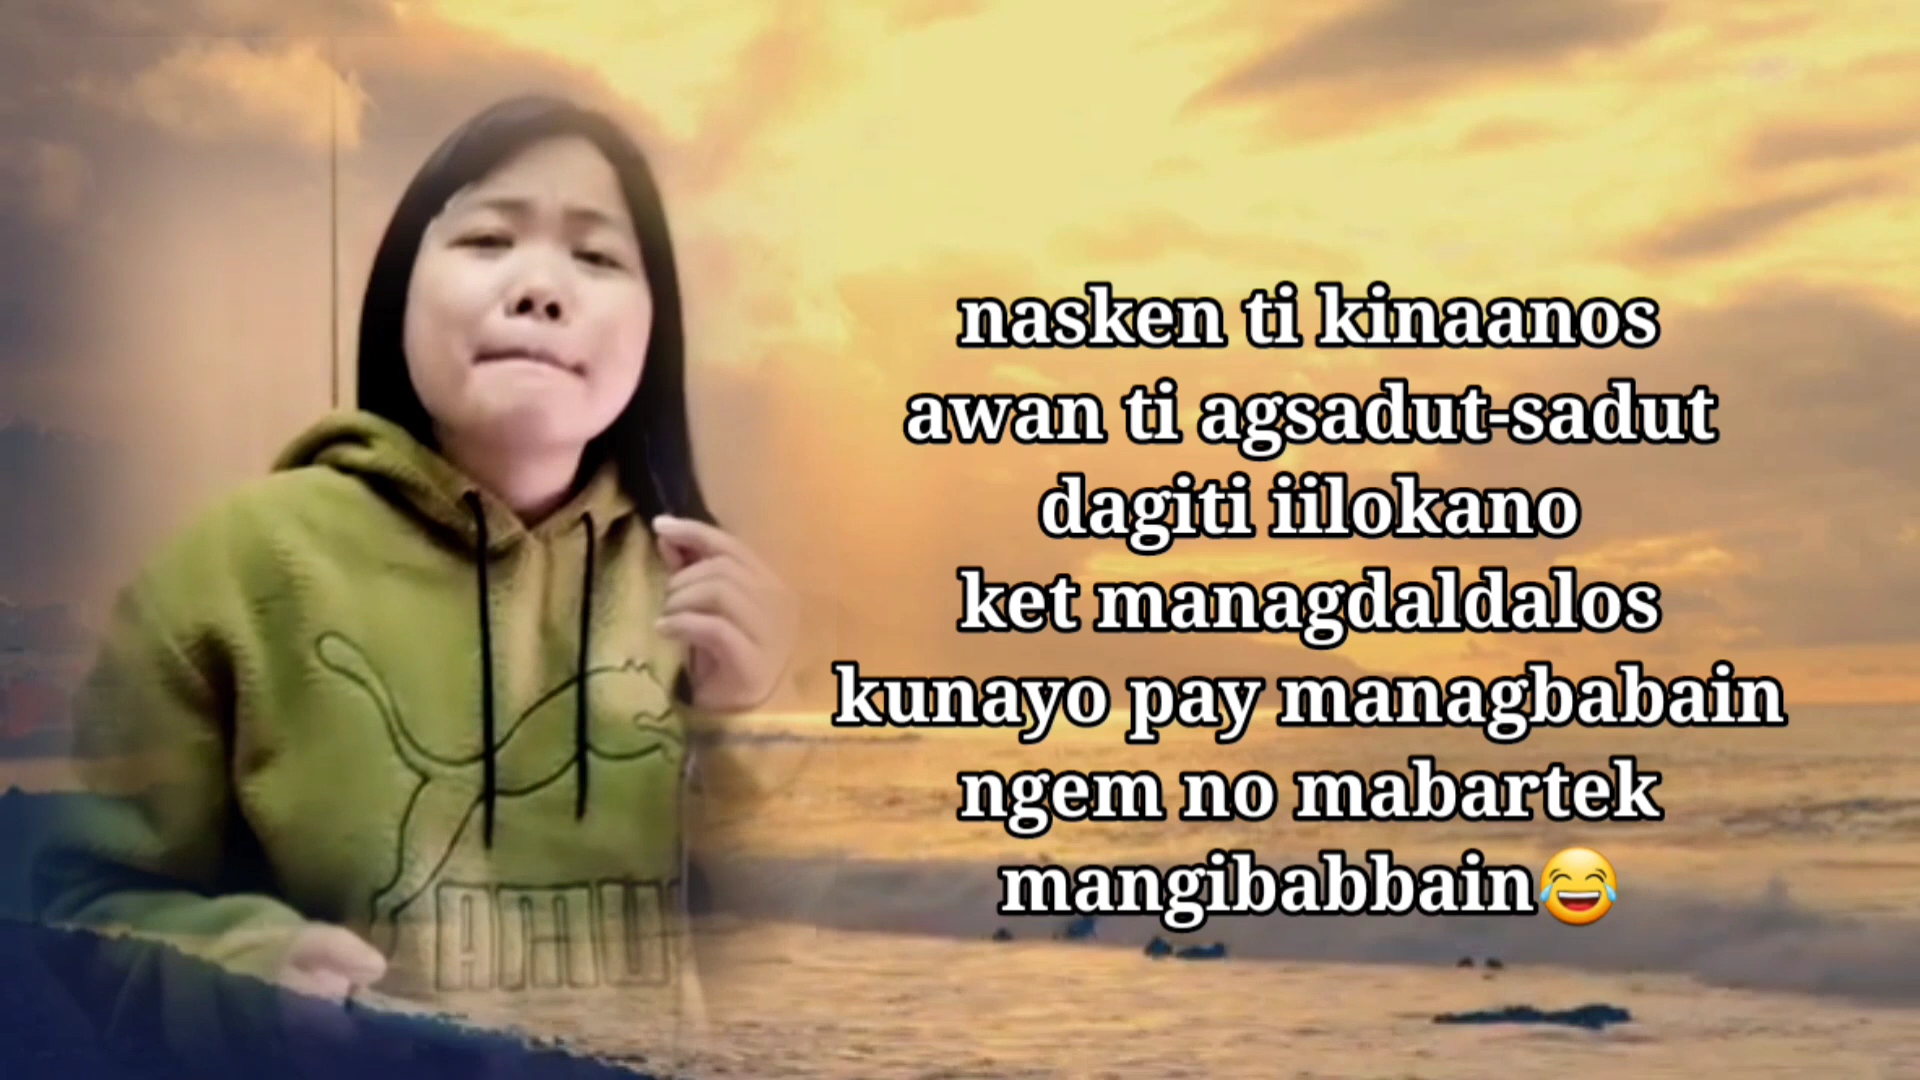 nasken ti kinaanos
awan ti agsadut-sadut
dagiti iilokano
ket managdaldalos
kunayo pay managbabain
ngem no mabartek
mangibabbain😂